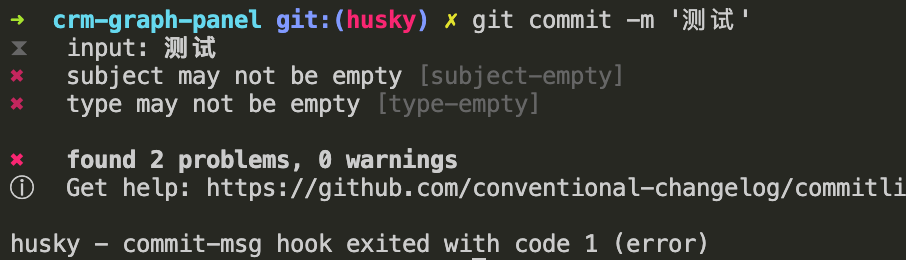 ➜ crm-graph-panel git:(husky) ✗ git commit -m '测试'
⧗ input: 测试
✖ subject may not be empty [subject-empty]
✖ type may not be empty [type-empty]
✖ found 2 problems, 0 warnings
ⓘ Get help: https://github.com/conventional-changelog/commitli
husky - commit-msg hook exited with code 1 (error)